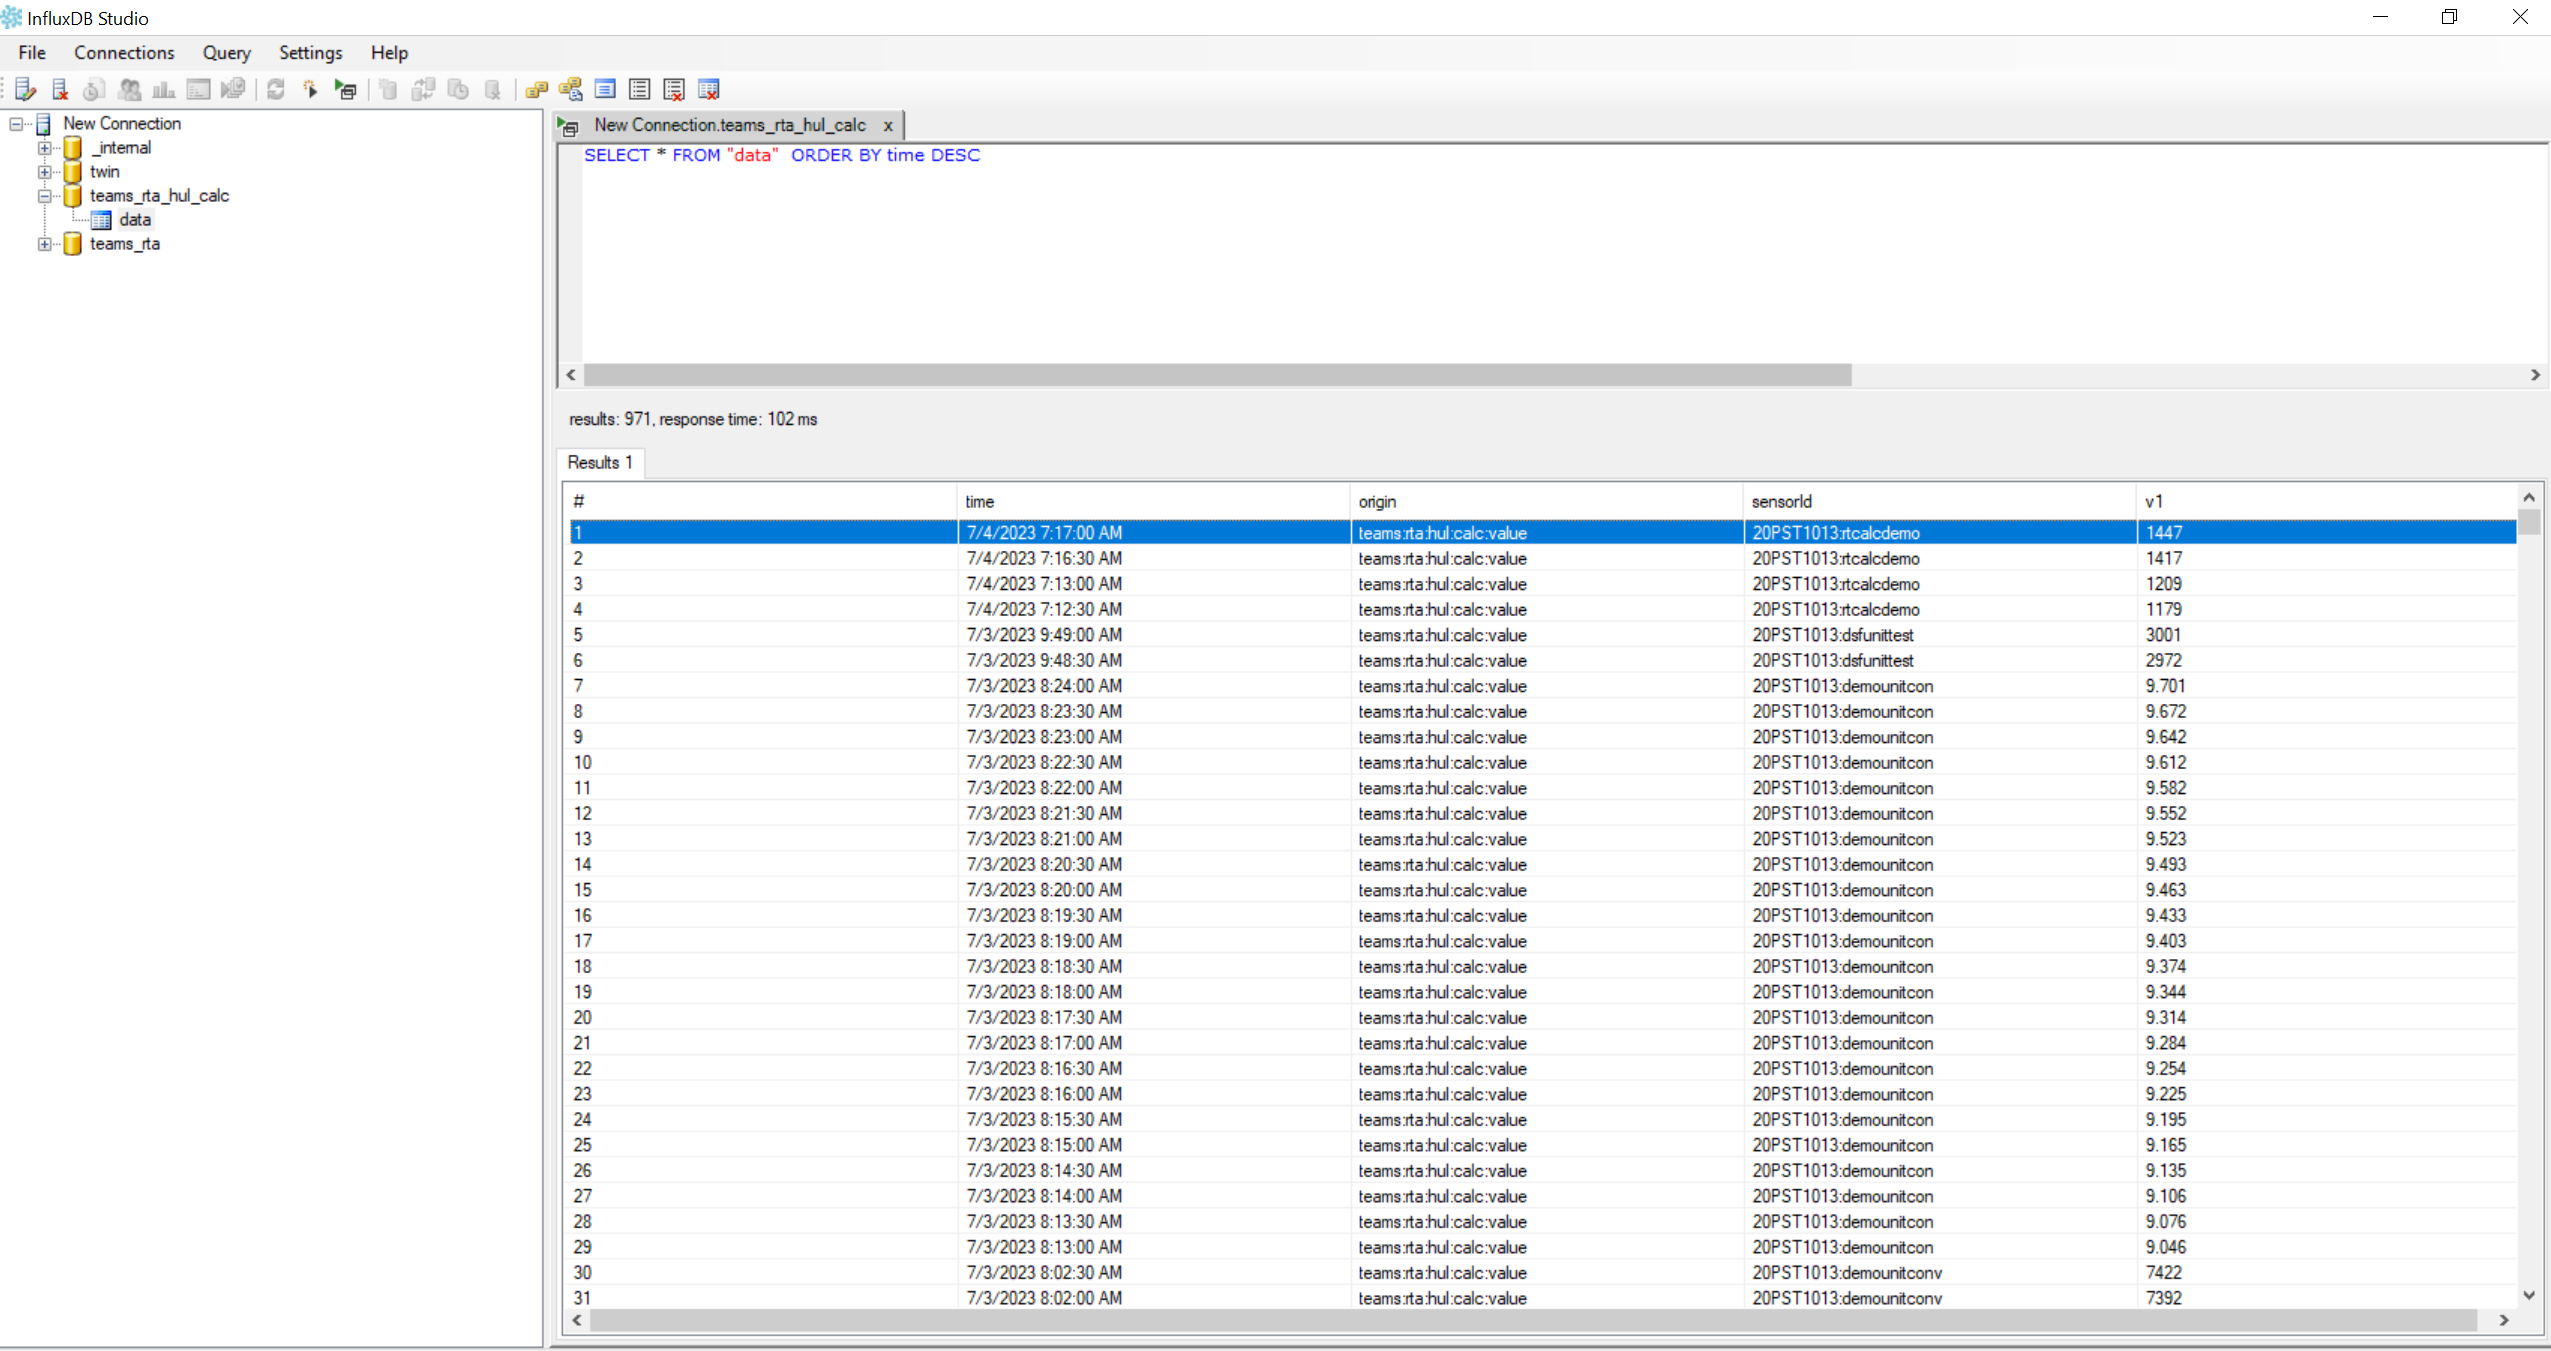 InfluxDB Studio
File Connections Query Settings Help
New Connection
_internal
twin
teams_rta_hul_calc
data
teams_rta
New Connection.teams_rta_hul_calc x
SELECT * FROM "data" ORDER BY time DESC
results: 971, response time: 102 ms
Results 1
# time origin sensorId v1
1 7/4/2023 7:17:00 AM teams:rta:hul:calc:value 20PST1013:rtcalcdemo 1447
2 7/4/2023 7:16:30 AM teams:rta:hul:calc:value 20PST1013:rtcalcdemo 1417
3 7/4/2023 7:13:00 AM teams:rta:hul:calc:value 20PST1013:rtcalcdemo 1209
4 7/4/2023 7:12:30 AM teams:rta:hul:calc:value 20PST1013:rtcalcdemo 1179
5 7/3/2023 9:49:00 AM teams:rta:hul:calc:value 20PST1013:dsfunittest 3001
6 7/3/2023 9:48:30 AM teams:rta:hul:calc:value 20PST1013:dsfunittest 2972
7 7/3/2023 8:24:00 AM teams:rta:hul:calc:value 20PST1013:demounitcon 9.701
8 7/3/2023 8:23:30 AM teams:rta:hul:calc:value 20PST1013:demounitcon 9.672
9 7/3/2023 8:23:00 AM teams:rta:hul:calc:value 20PST1013:demounitcon 9.642
10 7/3/2023 8:22:30 AM teams:rta:hul:calc:value 20PST1013:demounitcon 9.612
11 7/3/2023 8:22:00 AM teams:rta:hul:calc:value 20PST1013:demounitcon 9.582
12 7/3/2023 8:21:30 AM teams:rta:hul:calc:value 20PST1013:demounitcon 9.552
13 7/3/2023 8:21:00 AM teams:rta:hul:calc:value 20PST1013:demounitcon 9.523
14 7/3/2023 8:20:30 AM teams:rta:hul:calc:value 20PST1013:demounitcon 9.493
15 7/3/2023 8:20:00 AM teams:rta:hul:calc:value 20PST1013:demounitcon 9.463
16 7/3/2023 8:19:30 AM teams:rta:hul:calc:value 20PST1013:demounitcon 9.433
17 7/3/2023 8:19:00 AM teams:rta:hul:calc:value 20PST1013:demounitcon 9.403
18 7/3/2023 8:18:30 AM teams:rta:hul:calc:value 20PST1013:demounitcon 9.374
19 7/3/2023 8:18:00 AM teams:rta:hul:calc:value 20PST1013:demounitcon 9.344
20 7/3/2023 8:17:30 AM teams:rta:hul:calc:value 20PST1013:demounitcon 9.314
21 7/3/2023 8:17:00 AM teams:rta:hul:calc:value 20PST1013:demounitcon 9.284
22 7/3/2023 8:16:30 AM teams:rta:hul:calc:value 20PST1013:demounitcon 9.254
23 7/3/2023 8:16:00 AM teams:rta:hul:calc:value 20PST1013:demounitcon 9.225
24 7/3/2023 8:15:30 AM teams:rta:hul:calc:value 20PST1013:demounitcon 9.195
25 7/3/2023 8:15:00 AM teams:rta:hul:calc:value 20PST1013:demounitcon 9.165
26 7/3/2023 8:14:30 AM teams:rta:hul:calc:value 20PST1013:demounitcon 9.135
27 7/3/2023 8:14:00 AM teams:rta:hul:calc:value 20PST1013:demounitcon 9.106
28 7/3/2023 8:13:30 AM teams:rta:hul:calc:value 20PST1013:demounitcon 9.076
29 7/3/2023 8:13:00 AM teams:rta:hul:calc:value 20PST1013:demounitcon 9.046
30 7/3/2023 8:02:30 AM teams:rta:hul:calc:value 20PST1013:demounitconv 7422
31 7/3/2023 8:02:00 AM teams:rta:hul:calc:value 20PST1013:demounitconv 7392